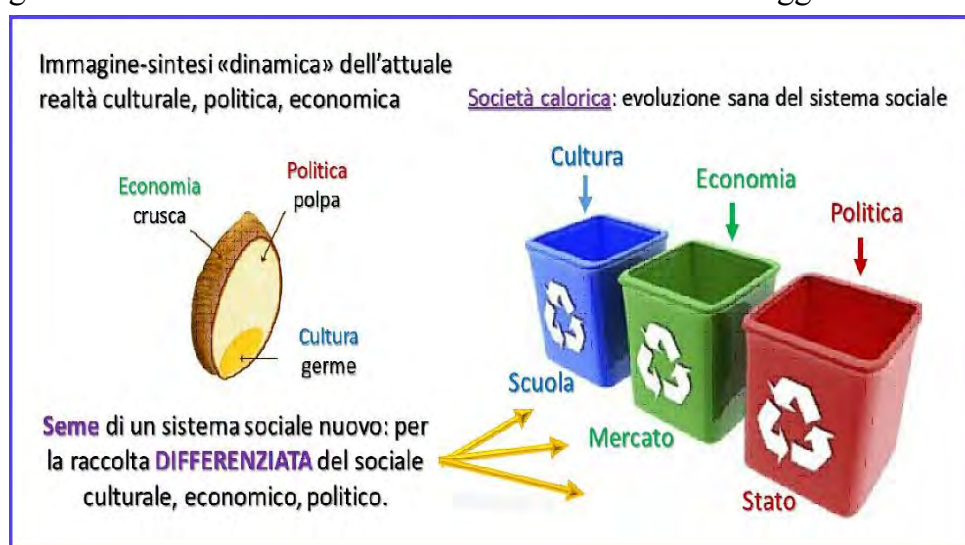 Immagine-sintesi «dinamica» dell'attuale
realtà culturale, politica, economica
Economia
crusca
Politica
polpa
Cultura
germe
Seme di un sistema sociale nuovo: per
la raccolta DIFFERENZIATA del sociale
culturale, economico, politico.
Società calorica: evoluzione sana del sistema sociale
Cultura
Economia
Politica
Scuola
Mercato
Stato